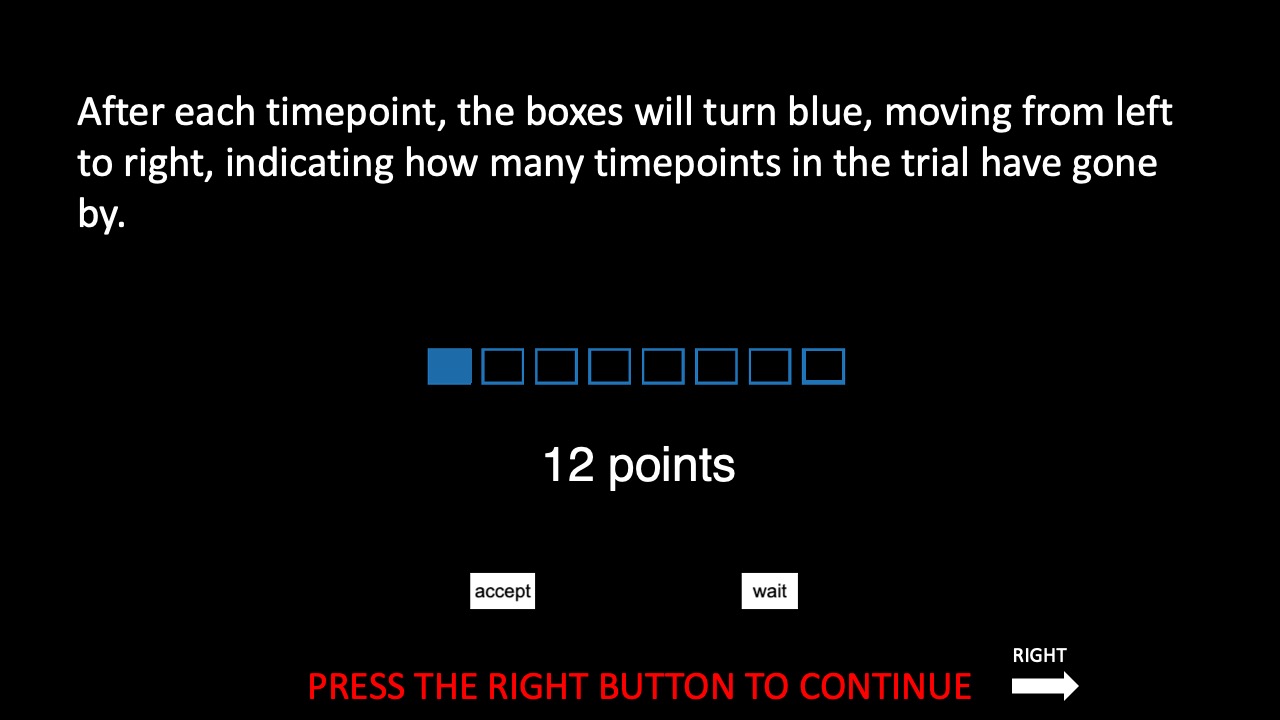 After each timepoint, the boxes will turn blue, moving from left
to right, indicating how many timepoints in the trial have gone
by.
12 points
accept
wait
RIGHT
PRESS THE RIGHT BUTTON TO CONTINUE